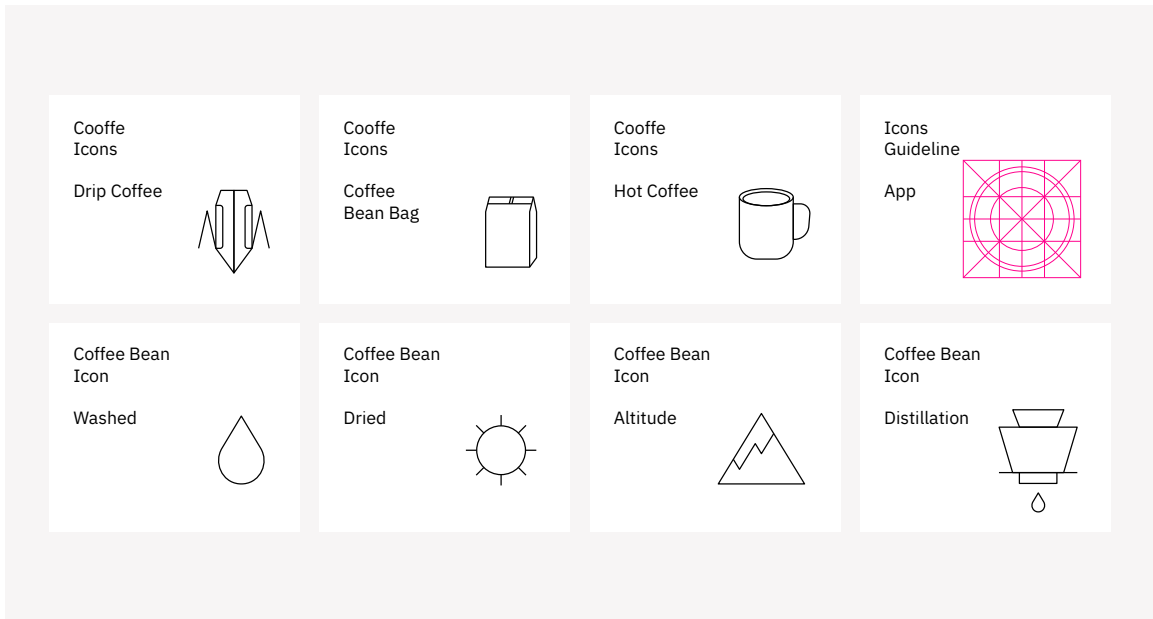 Cooffe
Icons
Drip Coffee
Cooffe
Icons
Coffee
Bean Bag
Cooffe
Icons
Hot Coffee
Icons
Guideline
App
Coffee Bean
Icon
Washed
Coffee Bean
Icon
Dried
Coffee Bean
Icon
Altitude
Coffee Bean
Icon
Distillation